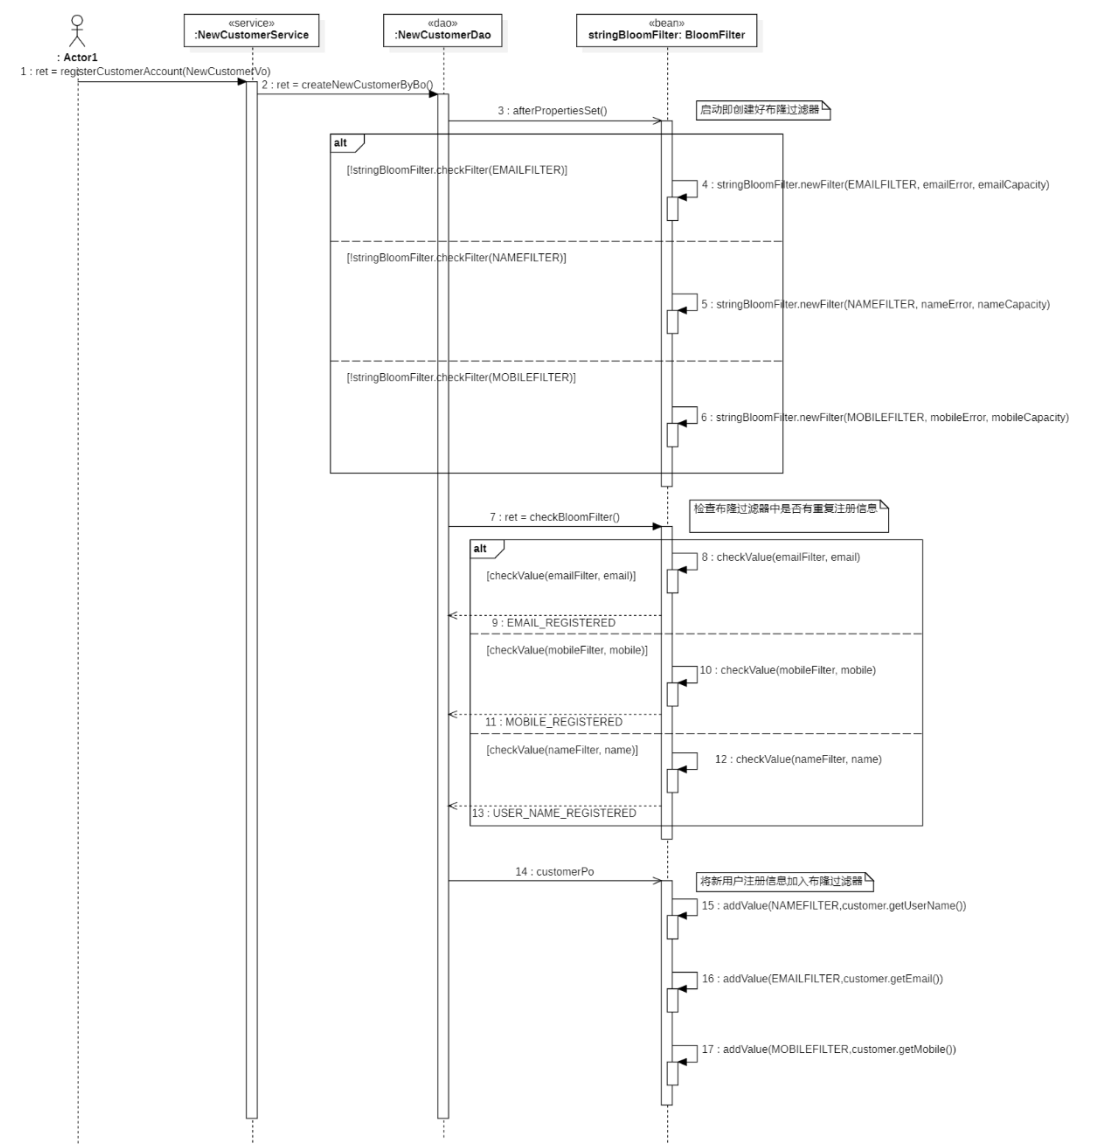 «service»
:NewCustomerService
«dao»
:NewCustomerDao
«bean»
stringBloomFilter: BloomFilter
: Actor1
1 : ret = registerCustomerAccount(NewCustomerVo)
2 : ret = createNewCustomerByBo()
3 : afterPropertiesSet()
启动即创建好布隆过滤器
alt
[!stringBloomFilter.checkFilter(EMAILFILTER)]
4 : stringBloomFilter.newFilter(EMAILFILTER, emailError, emailCapacity)
[!stringBloomFilter.checkFilter(NAMEFILTER)]
5 : stringBloomFilter.newFilter(NAMEFILTER, nameError, nameCapacity)
[!stringBloomFilter.checkFilter(MOBILEFILTER)]
6 : stringBloomFilter.newFilter(MOBILEFILTER, mobileError, mobileCapacity)
7 : ret = checkBloomFilter()
检查布隆过滤器中是否有重复注册信息
alt
8 : checkValue(emailFilter, email)
[checkValue(emailFilter, email)]
9 : EMAIL_REGISTERED
[checkValue(mobileFilter, mobile)]
10 : checkValue(mobileFilter, mobile)
11 : MOBILE_REGISTERED
[checkValue(nameFilter, name)]
12 : checkValue(nameFilter, name)
13 : USER_NAME_REGISTERED
14 : customerPo
将新用户注册信息加入布隆过滤器
15 : addValue(NAMEFILTER,customer.getUserName())
16 : addValue(EMAILFILTER,customer.getEmail())
17 : addValue(MOBILEFILTER,customer.getMobile())